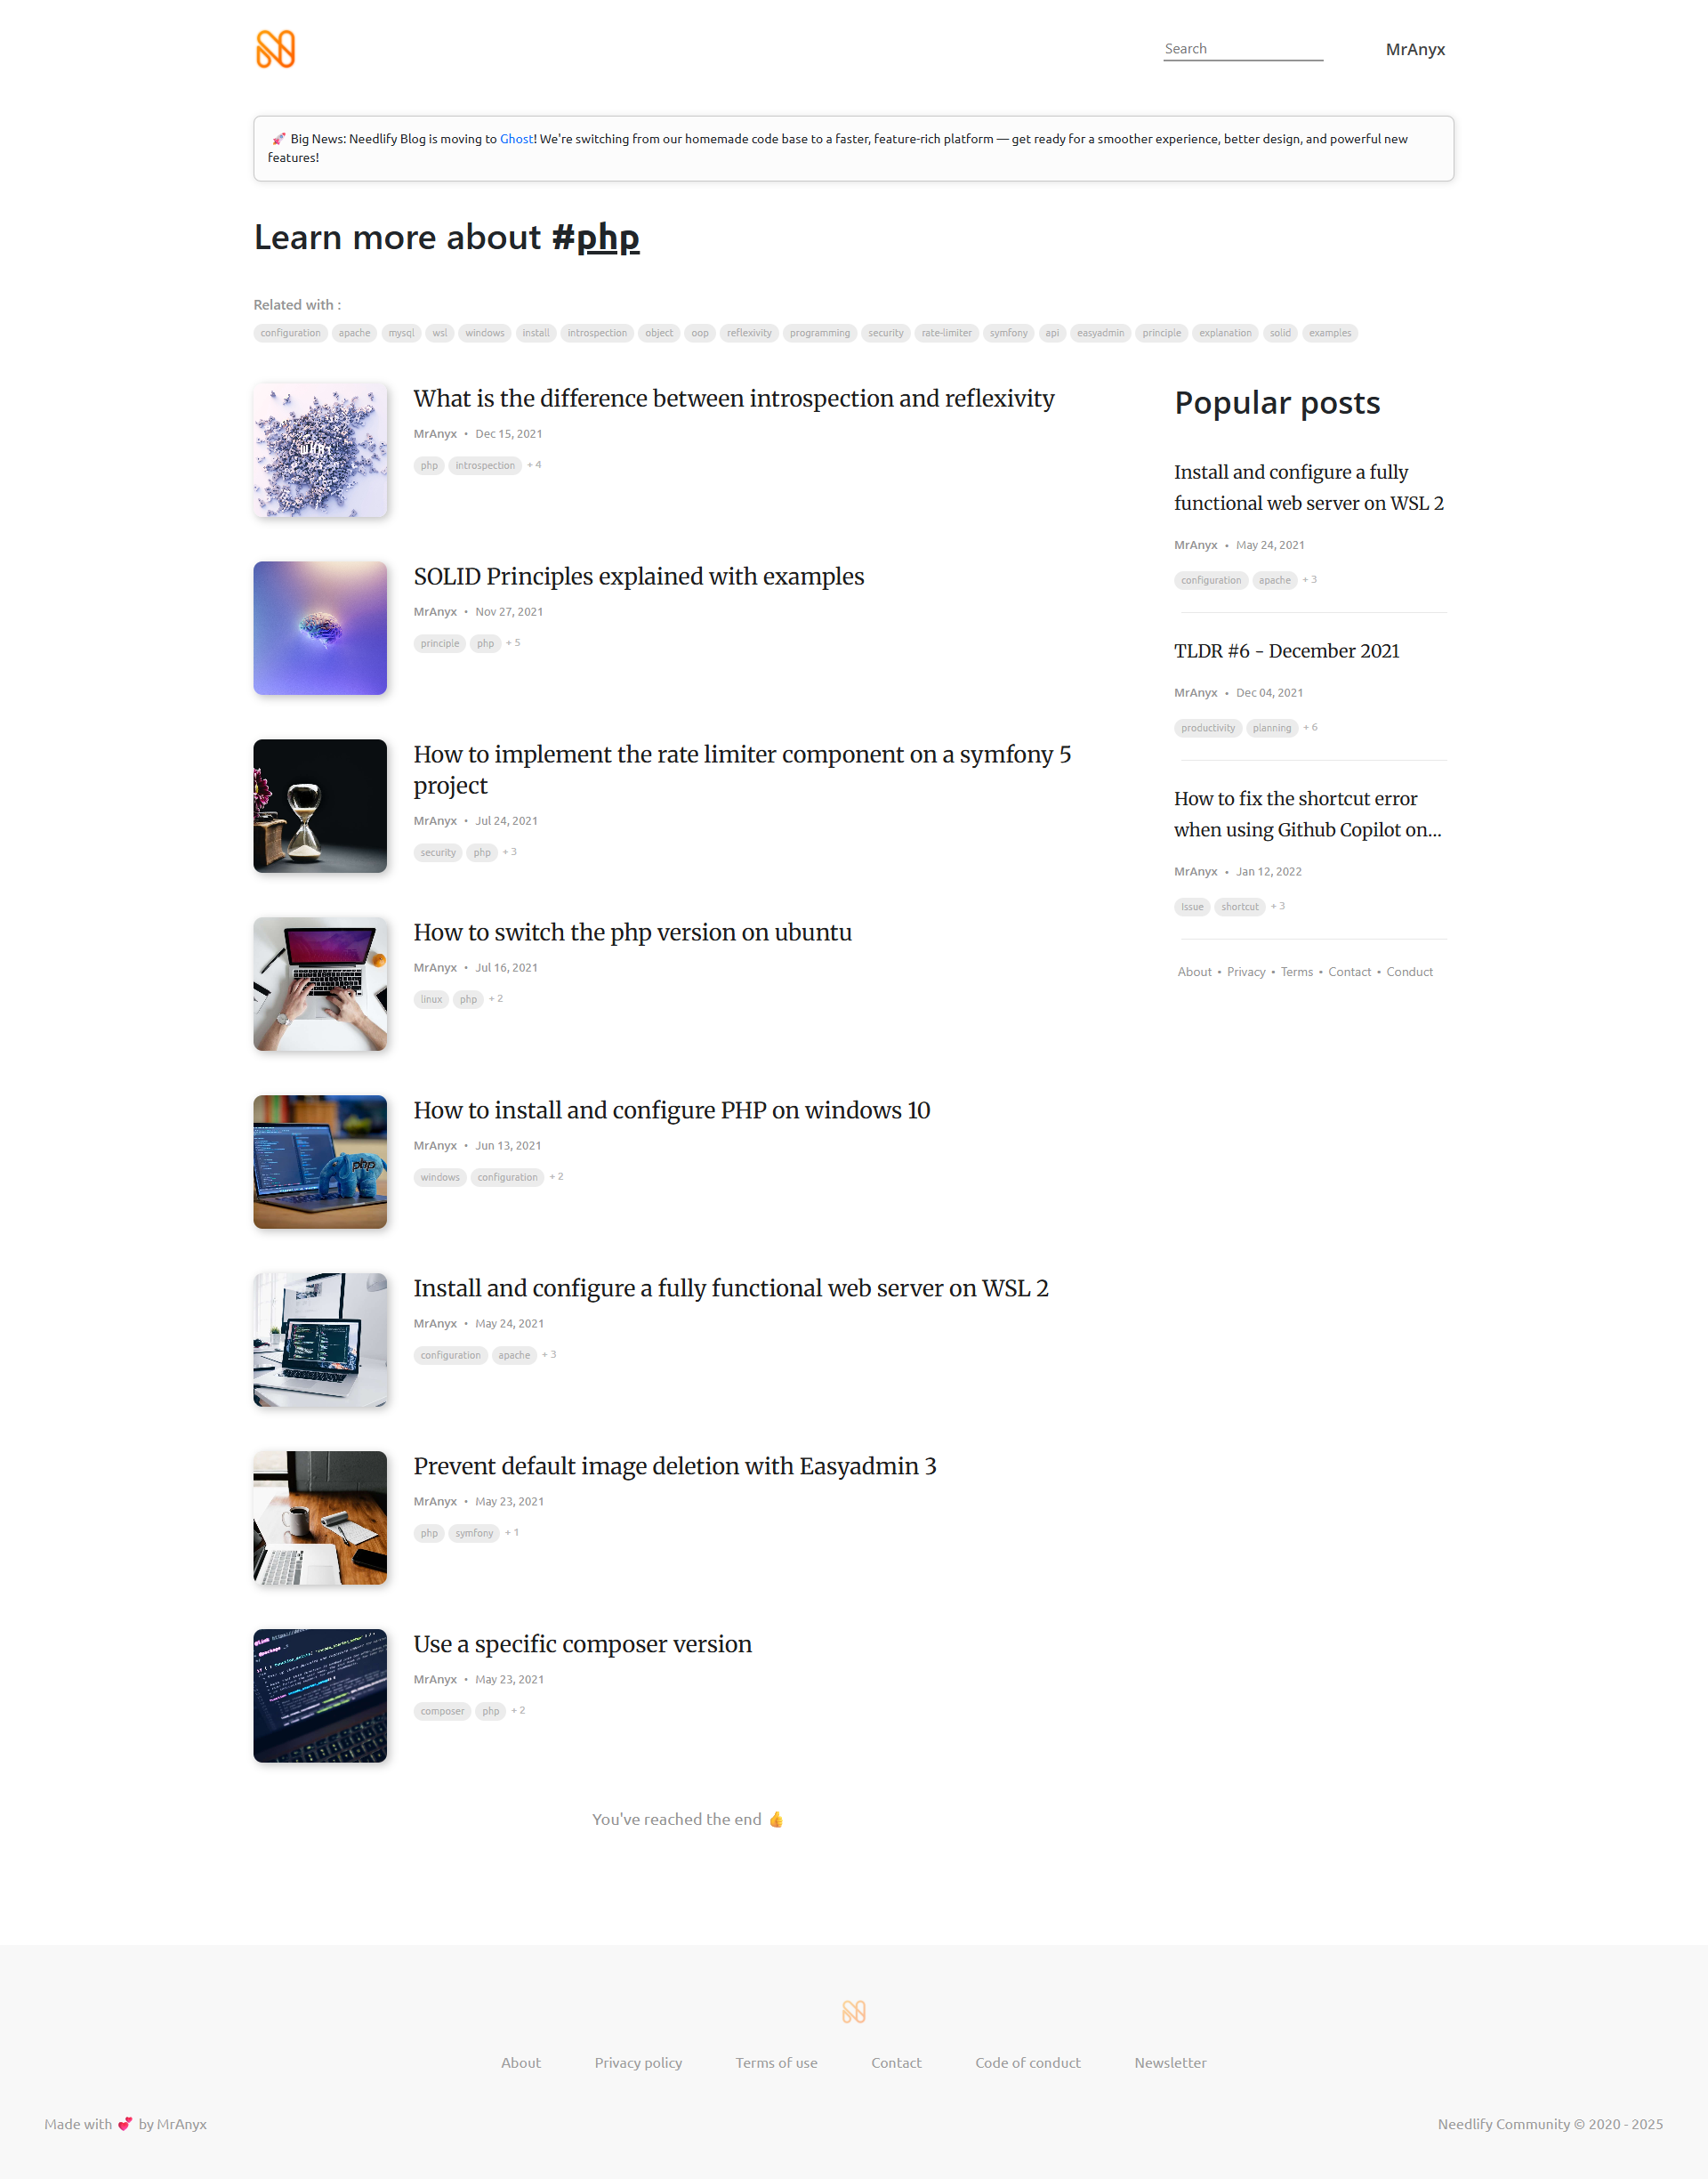 Search
MrAnyx
🚀 Big News: Needlify Blog is moving to Ghost! We're switching from our homemade code base to a faster, feature-rich platform — get ready for a smoother experience, better design, and powerful new
features!
Learn more about #php
Related with :
configuration apache mysql wsl windows install introspection object oop reflexivity programming security rate-limiter symfony api easyadmin principle explanation solid examples
What is the difference between introspection and reflexivity
MrAnyx • Dec 15, 2021
php introspection + 4
SOLID Principles explained with examples
MrAnyx • Nov 27, 2021
principle php + 5
How to implement the rate limiter component on a symfony 5
project
MrAnyx • Jul 24, 2021
security php + 3
How to switch the php version on ubuntu
MrAnyx • Jul 16, 2021
linux php + 2
php
How to install and configure PHP on windows 10
MrAnyx • Jun 13, 2021
windows configuration + 2
Install and configure a fully functional web server on WSL 2
MrAnyx • May 24, 2021
configuration apache + 3
Prevent default image deletion with Easyadmin 3
MrAnyx • May 23, 2021
php symfony + 1
Use a specific composer version
MrAnyx • May 23, 2021
composer php + 2
You've reached the end 👍
Popular posts
Install and configure a fully
functional web server on WSL 2
MrAnyx • May 24, 2021
configuration apache + 3
TLDR #6 - December 2021
MrAnyx • Dec 04, 2021
productivity planning + 6
How to fix the shortcut error
when using Github Copilot on...
MrAnyx • Jan 12, 2022
Issue shortcut + 3
About • Privacy • Terms • Contact • Conduct
About Privacy policy Terms of use Contact Code of conduct Newsletter
Made with 💕 by MrAnyx
Needlify Community © 2020 - 2025